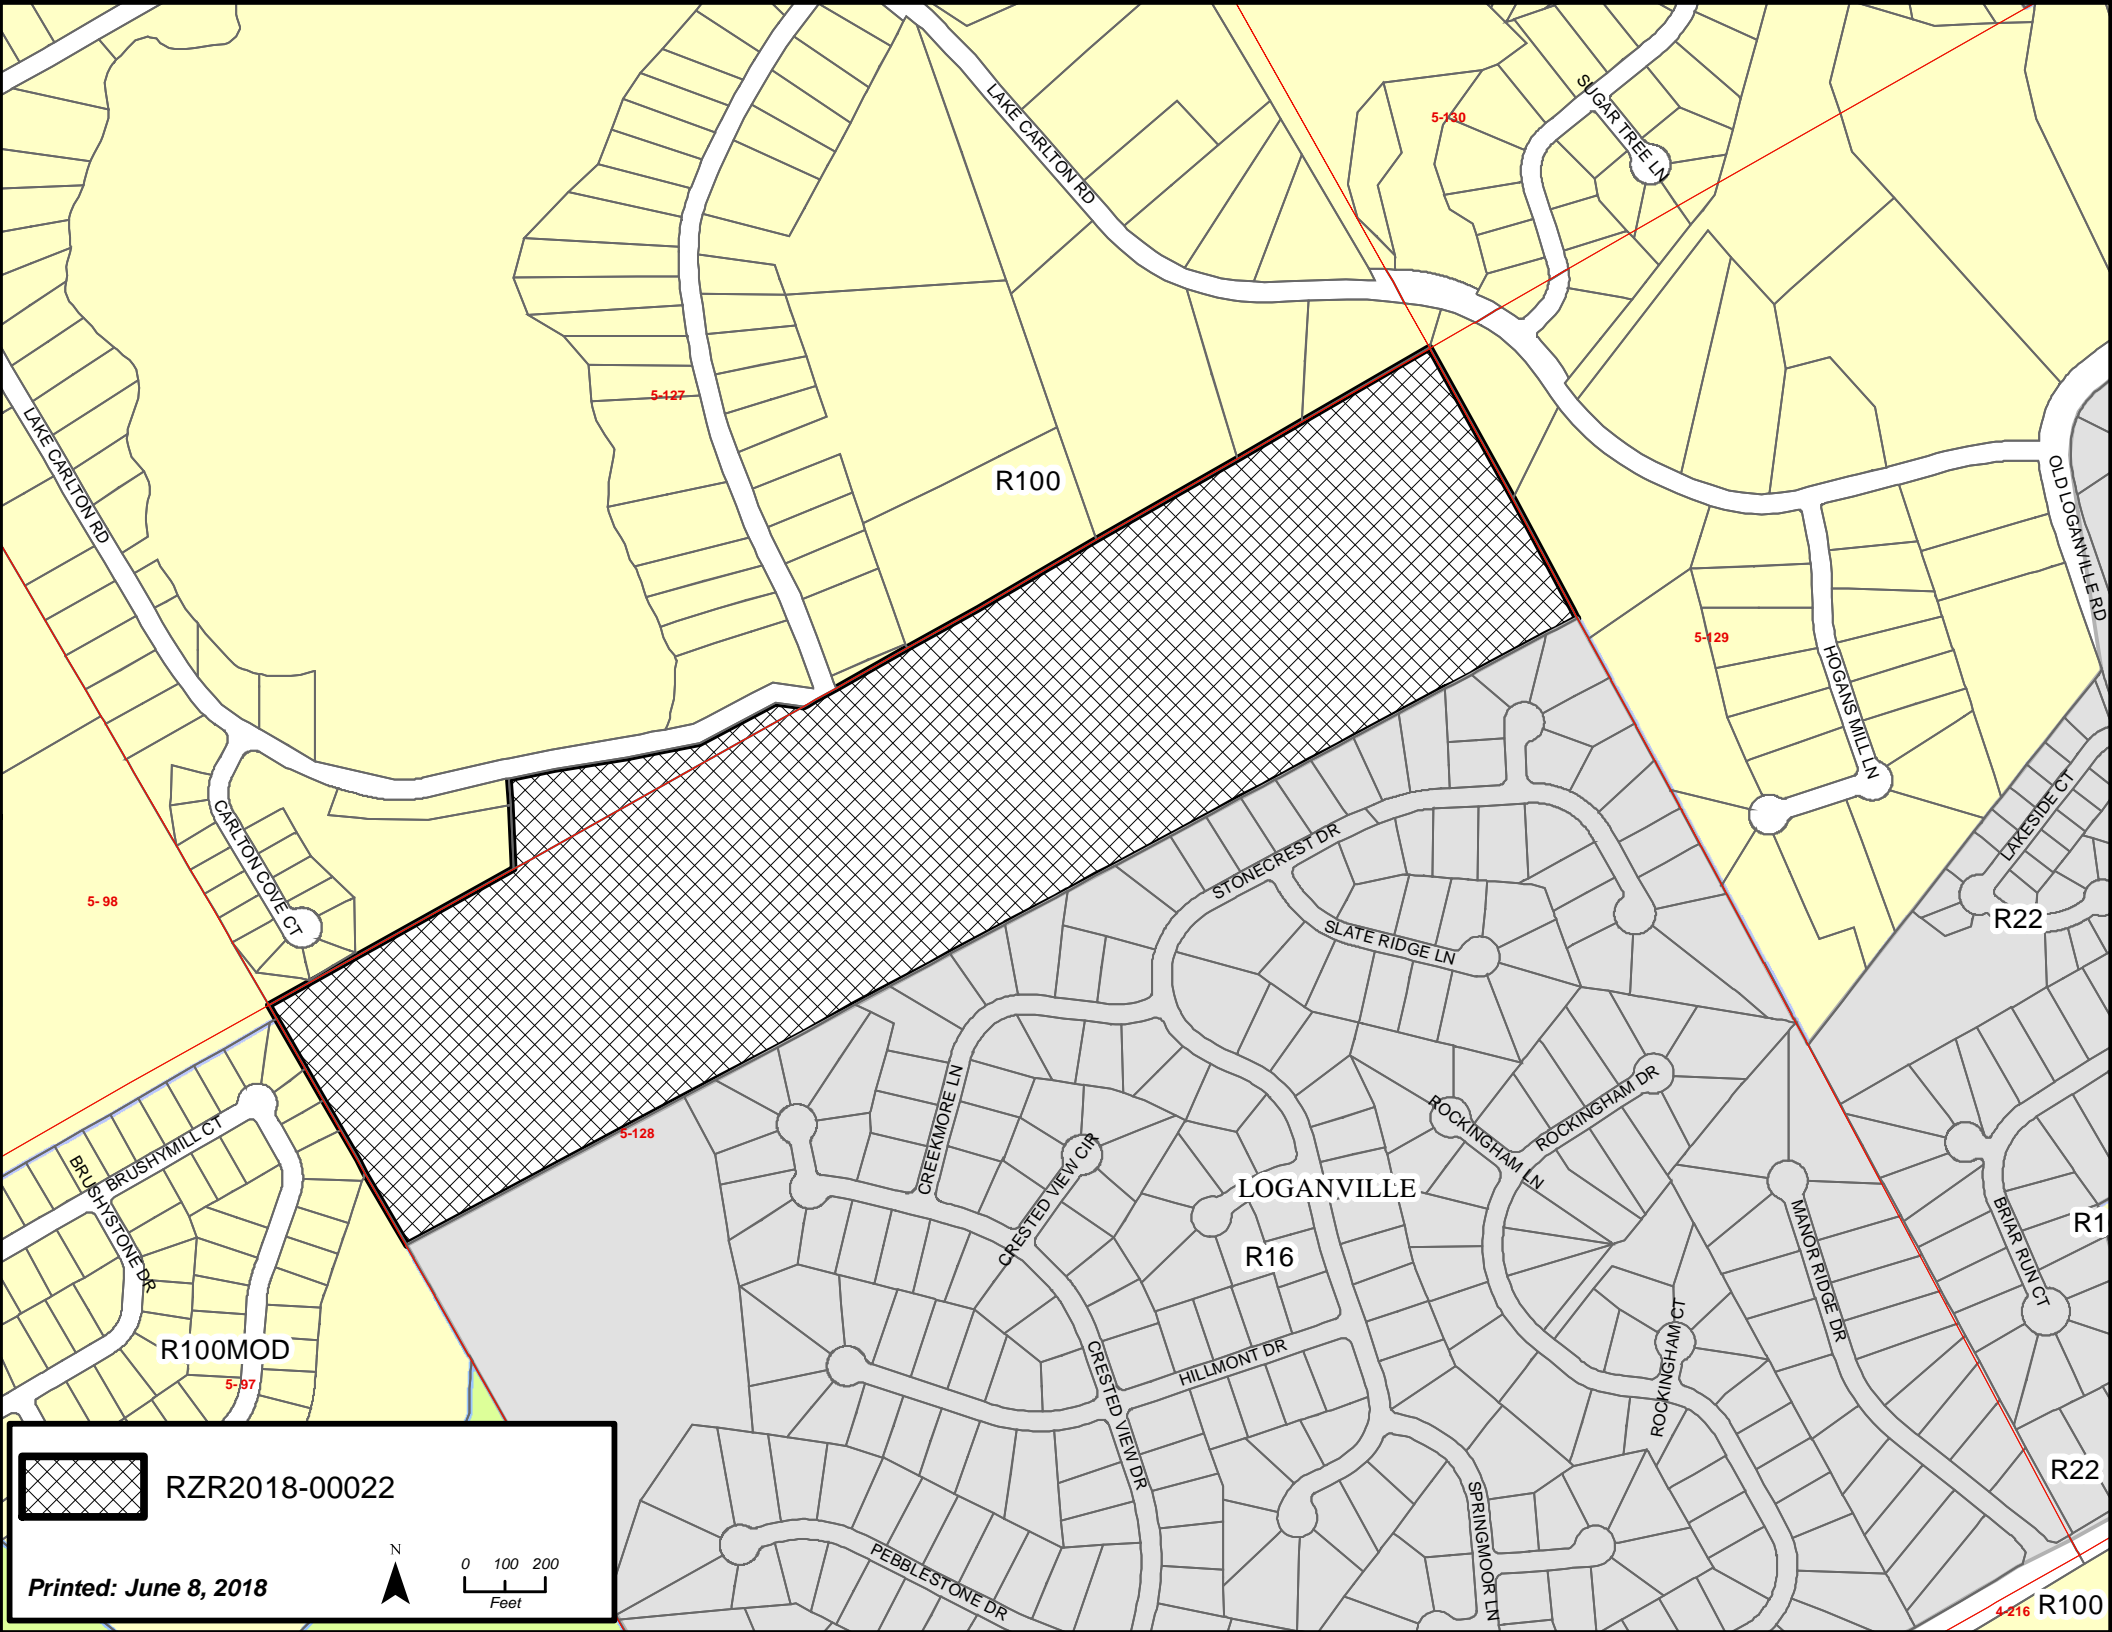 SUGAR TREE LN
LAKE CARLTON RD
5-130
5-127
LAKE CARLTON RD
R100
OLD LOGANVILLE RD
5-129
HOGANS MILL LN
CARLTON COVE CT
LAKESIDE CT
STONECREST DR
5- 98
R22
SLATE RIDGE LN
ROCKINGHAM DR
ROCKINGHAM LN
5-128
CREEKMORE LN
CRESTED VIEW CIR
BRUSHYMILL CT
BRUSHYSTONE DR
LOGANVILLE
R16
MANOR RIDGE DR
BRIAR RUN CT
R1
R100MOD
5- 97
HILLMONT DR
CRESTED VIEW DR
ROCKINGHAM CT
R22
RZR2018-00022
SPRINGMOOR LN
PEBBLESTONE DR
N
0 100 200
Feet
Printed: June 8, 2018
4-216
R100